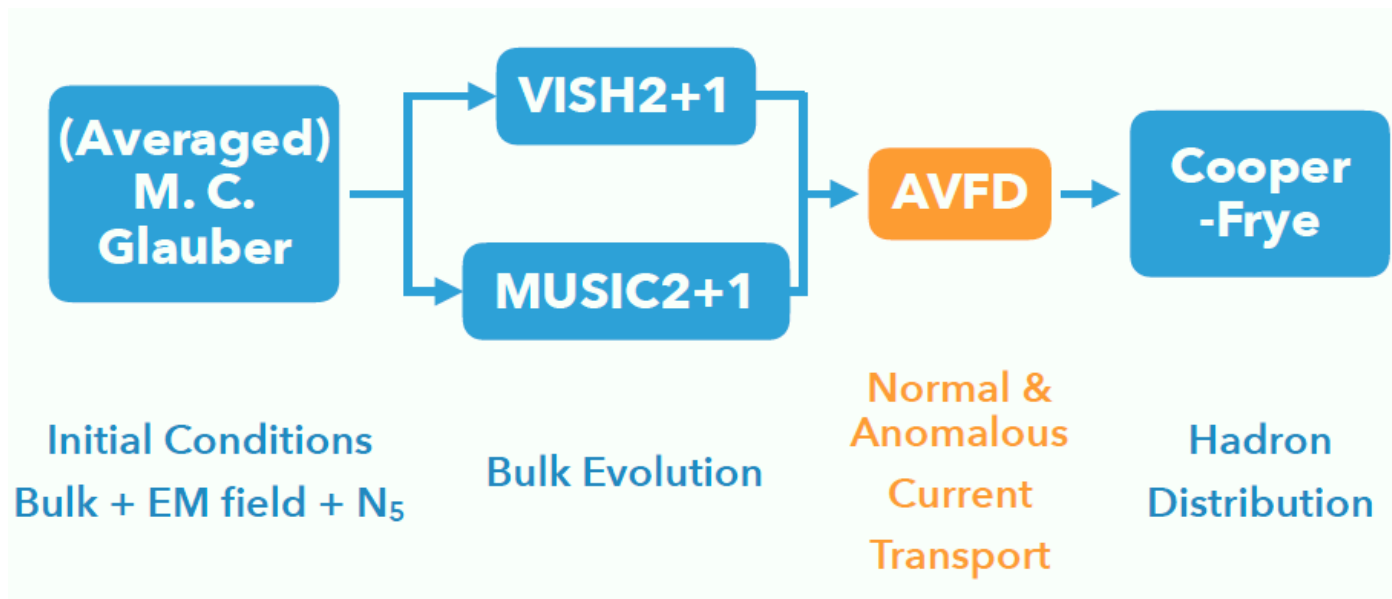 (Averaged)
M. C.
Glauber
VISH2+1
MUSIC2+1
AVFD
Cooper
-Frye
Initial Conditions
Bulk + EM field + N₅
Bulk Evolution
Normal &
Anomalous
Current
Transport
Hadron
Distribution